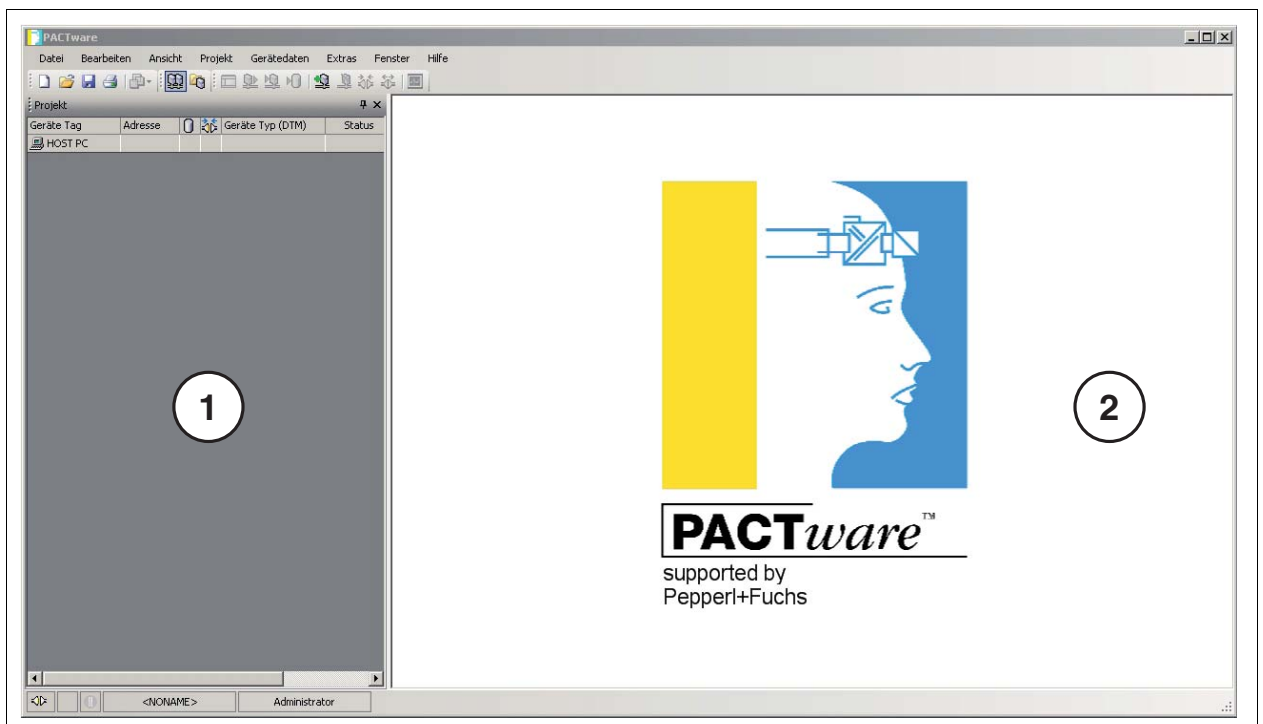 PACTware
Datei Bearbeiten Ansicht Projekt Gerätedaten Extras Fenster Hilfe
Projekt
Geräte Tag Adresse Geräte Typ (DTM) Status
HOST PC
1
2
PACTware™
supported by
Pepperl+Fuchs
<NONAME> Administrator